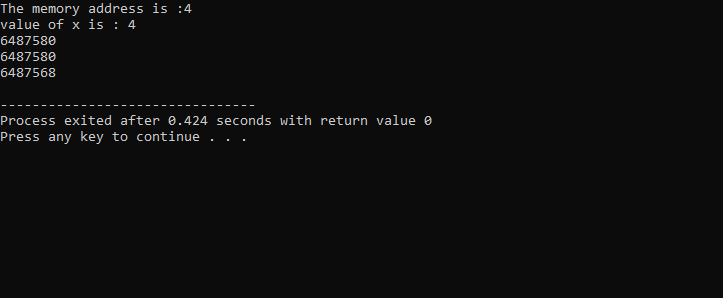 The memory address is :4
value of x is : 4
6487580
6487580
6487568
--------------------------------
Process exited after 0.424 seconds with return value 0
Press any key to continue . . .